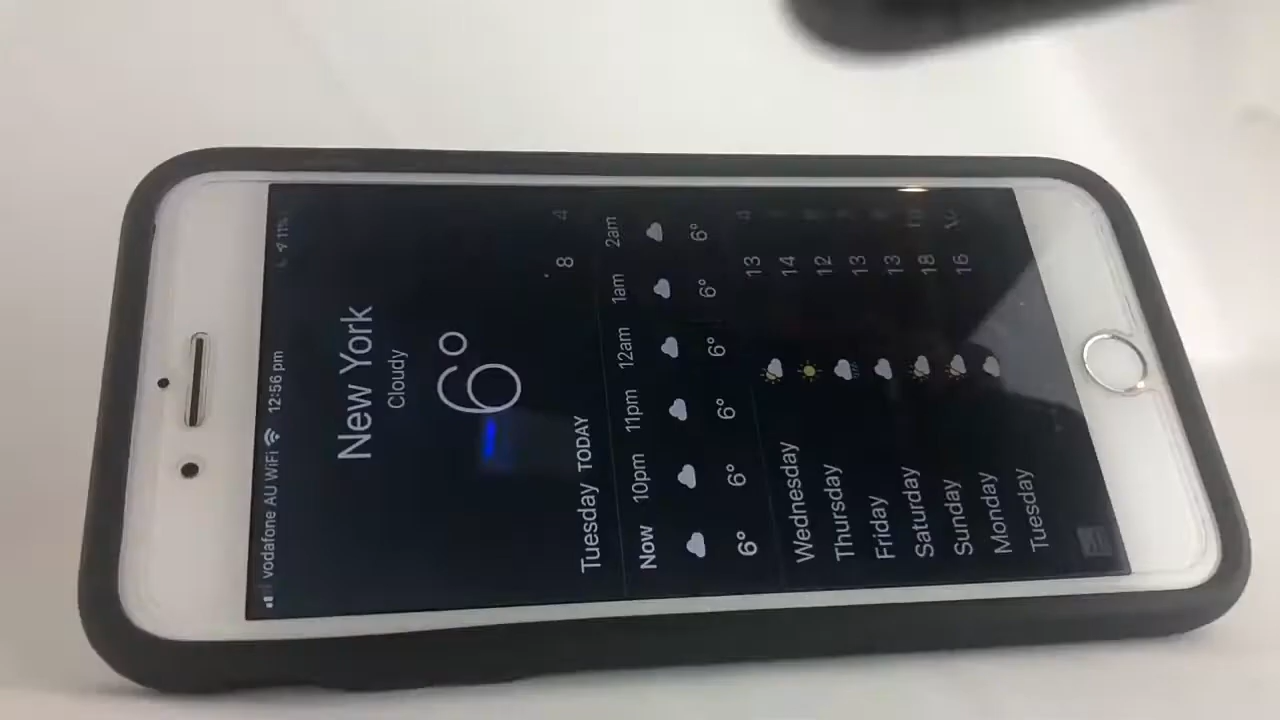 vodafone AU WiFi 12:56 pm 11%
New York
Cloudy
6°
Tuesday TODAY 8 4
Now 10pm 11pm 12am 1am 2am
6° 6° 6° 6° 6° 6°
Wednesday 13
Thursday 14
Friday 12
Saturday 13
Sunday 13
Monday 18
Tuesday 16